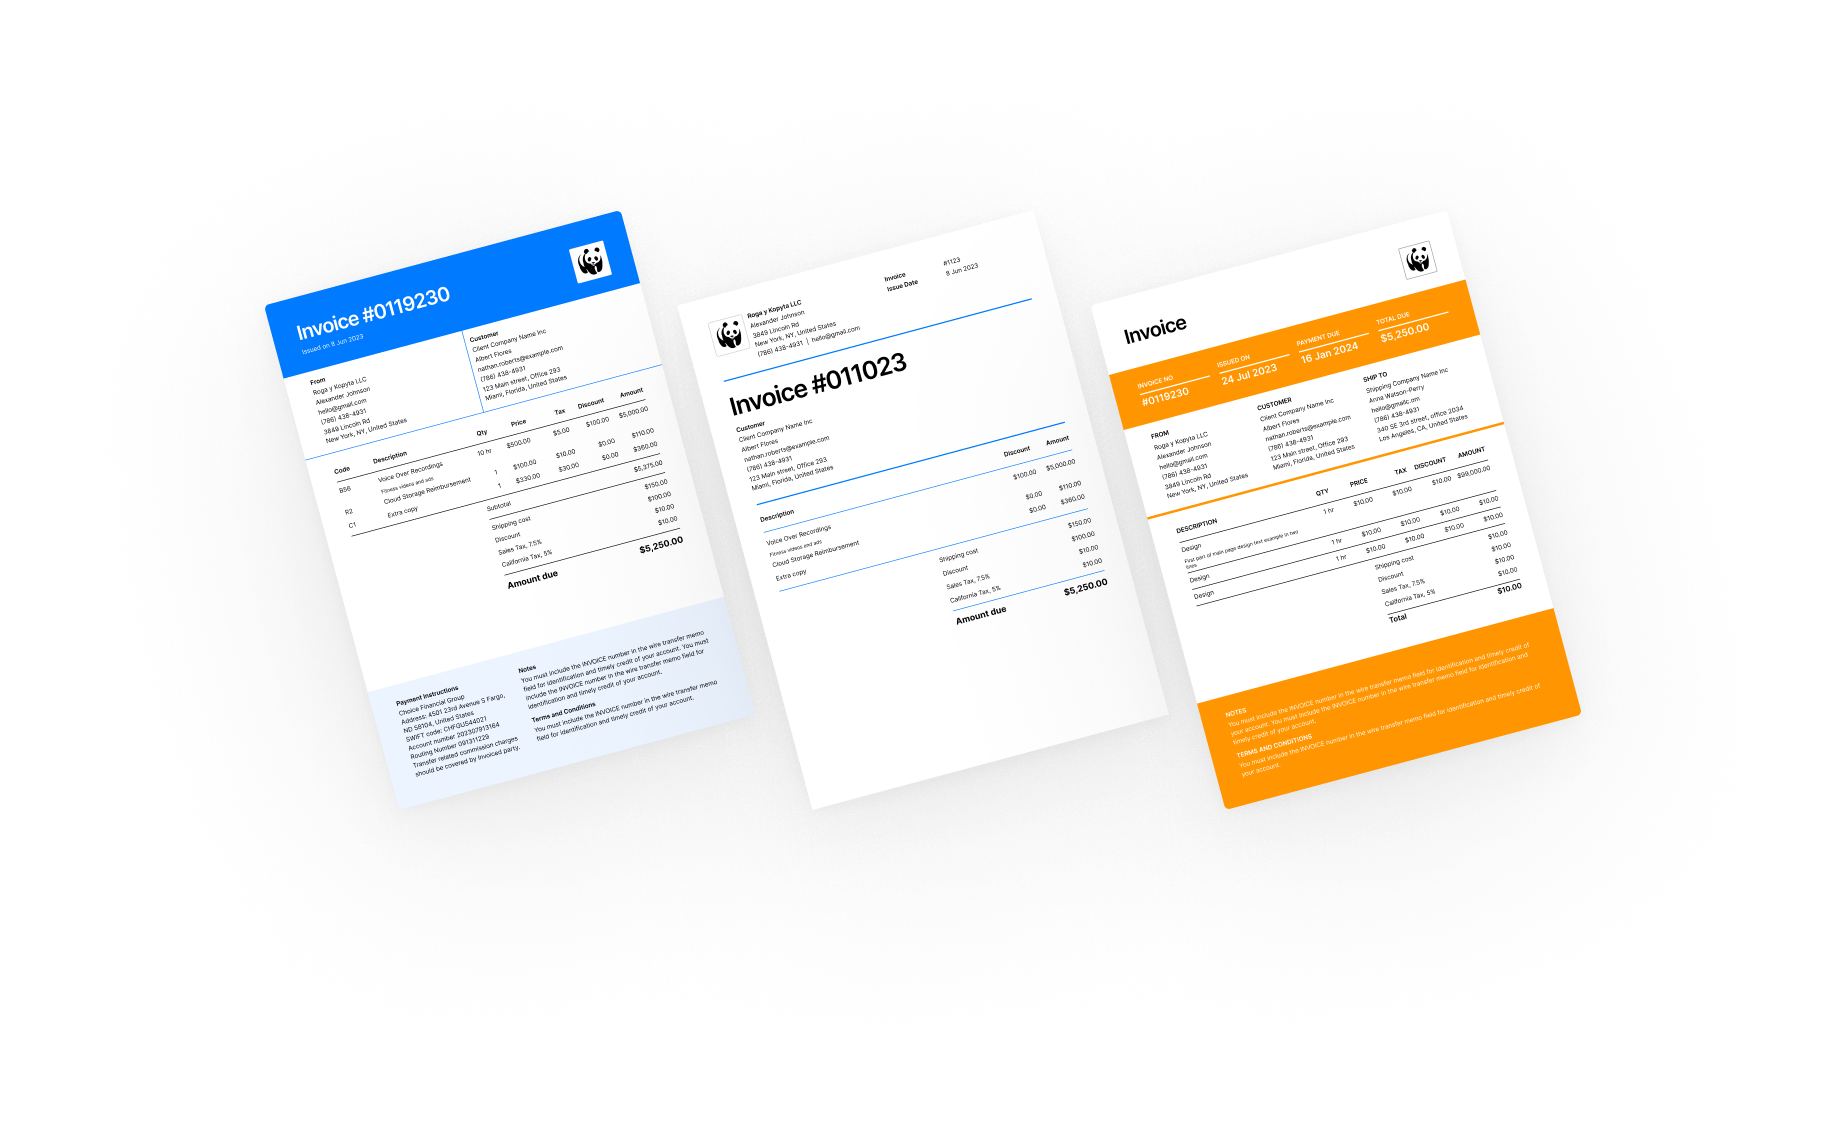 Invoice #0119230
Issued on 8 Jun 2023
From
Roga y Kopyta LLC
Alexander Johnson
hello@gmail.com
(786) 438-4931
3849 Lincoln Rd
New York, NY, United States
Customer
Client Company Name Inc
Albert Flores
nathan.roberts@example.com
(786) 438-4931
123 Main street, Office 293
Miami, Florida, United States
Code Description Qty Price Tax Discount Amount
B56 Voice Over Recordings 10 hr $500.00 $5.00 $100.00 $5,000.00
Fitness videos and ads
R2 Cloud Storage Reimbursement 1 $100.00 $10.00 $0.00 $110.00
C1 Extra copy 1 $330.00 $30.00 $0.00 $360.00
Subtotal $5,375.00
Shipping cost $150.00
Discount $100.00
Sales Tax, 7.5% $10.00
California Tax, 5% $10.00
Amount due $5,250.00
Payment Instructions
Choice Financial Group
Address: 4501 23rd Avenue S Fargo,
ND 58104, United States
SWIFT code: CHFGUS44021
Account number 202307913184
Routing Number 091311229
Transfer related commission charges
should be covered by Invoiced party.
Notes
You must include the INVOICE number in the wire transfer memo
field for identification and timely credit of your account. You must
include the INVOICE number in the wire transfer memo field for
identification and timely credit of your account.
Terms and Conditions
You must include the INVOICE number in the wire transfer memo
field for identification and timely credit of your account.
Roga y Kopyta LLC
Alexander Johnson
3849 Lincoln Rd
New York, NY, United States
(786) 438-4931 | hello@gmail.com
Invoice #1123
Issue Date 8 Jun 2023
Invoice #011023
Customer
Client Company Name Inc
Albert Flores
nathan.roberts@example.com
(786) 438-4931
123 Main street, Office 293
Miami, Florida, United States
Description Discount Amount
Voice Over Recordings $100.00 $5,000.00
Fitness videos and ads
Cloud Storage Reimbursement $0.00 $110.00
Extra copy $0.00 $360.00
Shipping cost $150.00
Discount $100.00
Sales Tax, 7.5% $10.00
California Tax, 5% $10.00
Amount due $5,250.00
Invoice
INVOICE NO
#0119230
ISSUED ON
24 Jul 2023
PAYMENT DUE
16 Jan 2024
TOTAL DUE
$5,250.00
FROM
Roga y Kopyta LLC
Alexander Johnson
hello@gmail.com
(786) 438-4931
3849 Lincoln Rd
New York, NY, United States
CUSTOMER
Client Company Name Inc
Albert Flores
nathan.roberts@example.com
(786) 438-4931
123 Main street, Office 293
Miami, Florida, United States
SHIP TO
Shipping Company Name Inc
Anna Watson-Perry
hello@gmailc.om
(786) 438-4931
340 SE 3rd street, office 2034
Los Angeles, CA, United States
DESCRIPTION QTY PRICE TAX DISCOUNT AMOUNT
Design 1 hr $10.00 $10.00 $10.00 $99,000.00
First part of main page design text example in two
lines
Design 1 hr $10.00 $10.00 $10.00 $10.00
Design 1 hr $10.00 $10.00 $10.00 $10.00
Shipping cost $10.00
Discount $10.00
Sales Tax, 7.5% $10.00
California Tax, 5% $10.00
Total $10.00
NOTES
You must include the INVOICE number in the wire transfer memo field for identification and timely credit of
your account. You must include the INVOICE number in the wire transfer memo field for identification and
timely credit of your account.
TERMS AND CONDITIONS
You must include the INVOICE number in the wire transfer memo field for identification and timely credit of
your account.